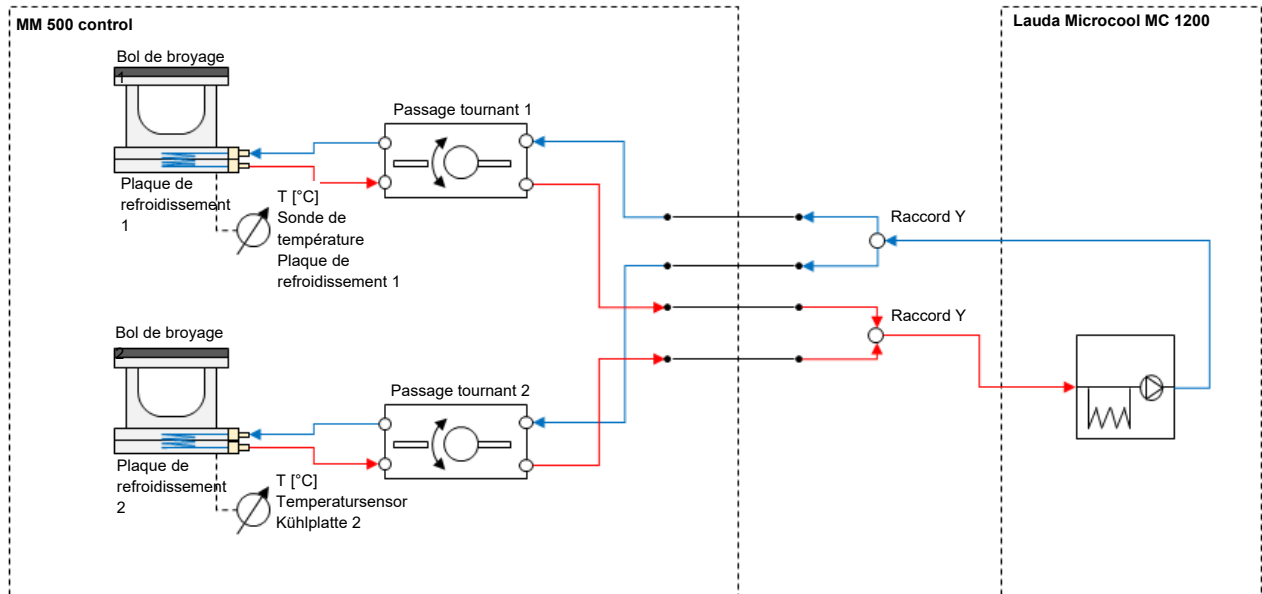 MM 500 control
Lauda Microcool MC 1200
Bol de broyage
1
Passage tournant 1
Plaque de
refroidissement
1
T [°C]
Sonde de
température
Plaque de
refroidissement 1
Raccord Y
Raccord Y
Bol de broyage
2
Passage tournant 2
Plaque de
refroidissement
2
T [°C]
Temperatursensor
Kühlplatte 2